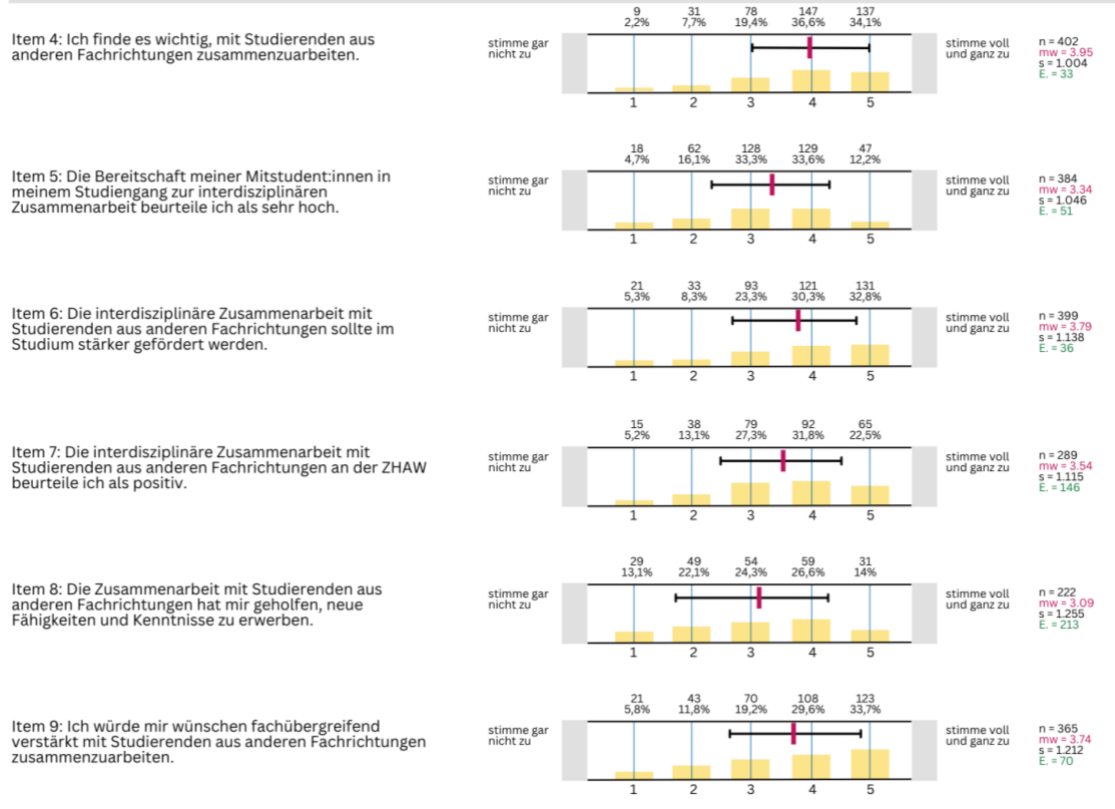 9 31 78 147 137
2,2% 7,7% 19,4% 36,6% 34,1%
Item 4: Ich finde es wichtig, mit Studierenden aus
anderen Fachrichtungen zusammenzuarbeiten.
stimme gar
nicht zu
stimme voll
und ganz zu
n = 402
mw = 3.95
s = 1.004
E. = 33
1 2 3 4 5
18 62 128 129 47
4,7% 16,1% 33,3% 33,6% 12,2%
Item 5: Die Bereitschaft meiner Mitstudent:innen in
meinem Studiengang zur interdisziplinären
Zusammenarbeit beurteile ich als sehr hoch.
stimme gar
nicht zu
stimme voll
und ganz zu
n = 384
mw = 3.34
s = 1.046
E. = 51
1 2 3 4 5
21 33 93 121 131
5,3% 8,3% 23,3% 30,3% 32,8%
Item 6: Die interdisziplinäre Zusammenarbeit mit
Studierenden aus anderen Fachrichtungen sollte im
Studium stärker gefördert werden.
stimme gar
nicht zu
stimme voll
und ganz zu
n = 399
mw = 3.79
s = 1.138
E. = 36
1 2 3 4 5
15 38 79 92 65
5,2% 13,1% 27,3% 31,8% 22,5%
Item 7: Die interdisziplinäre Zusammenarbeit mit
Studierenden aus anderen Fachrichtungen an der ZHAW
beurteile ich als positiv.
stimme gar
nicht zu
stimme voll
und ganz zu
n = 289
mw = 3.54
s = 1.115
E. = 146
1 2 3 4 5
29 49 54 59 31
13,1% 22,1% 24,3% 26,6% 14%
Item 8: Die Zusammenarbeit mit Studierenden aus
anderen Fachrichtungen hat mir geholfen, neue
Fähigkeiten und Kenntnisse zu erwerben.
stimme gar
nicht zu
stimme voll
und ganz zu
n = 222
mw = 3.09
s = 1.255
E. = 213
1 2 3 4 5
21 43 70 108 123
5,8% 11,8% 19,2% 29,6% 33,7%
Item 9: Ich würde mir wünschen fachübergreifend
verstärkt mit Studierenden aus anderen Fachrichtungen
zusammenzuarbeiten.
stimme gar
nicht zu
stimme voll
und ganz zu
n = 365
mw = 3.74
s = 1.212
E. = 70
1 2 3 4 5